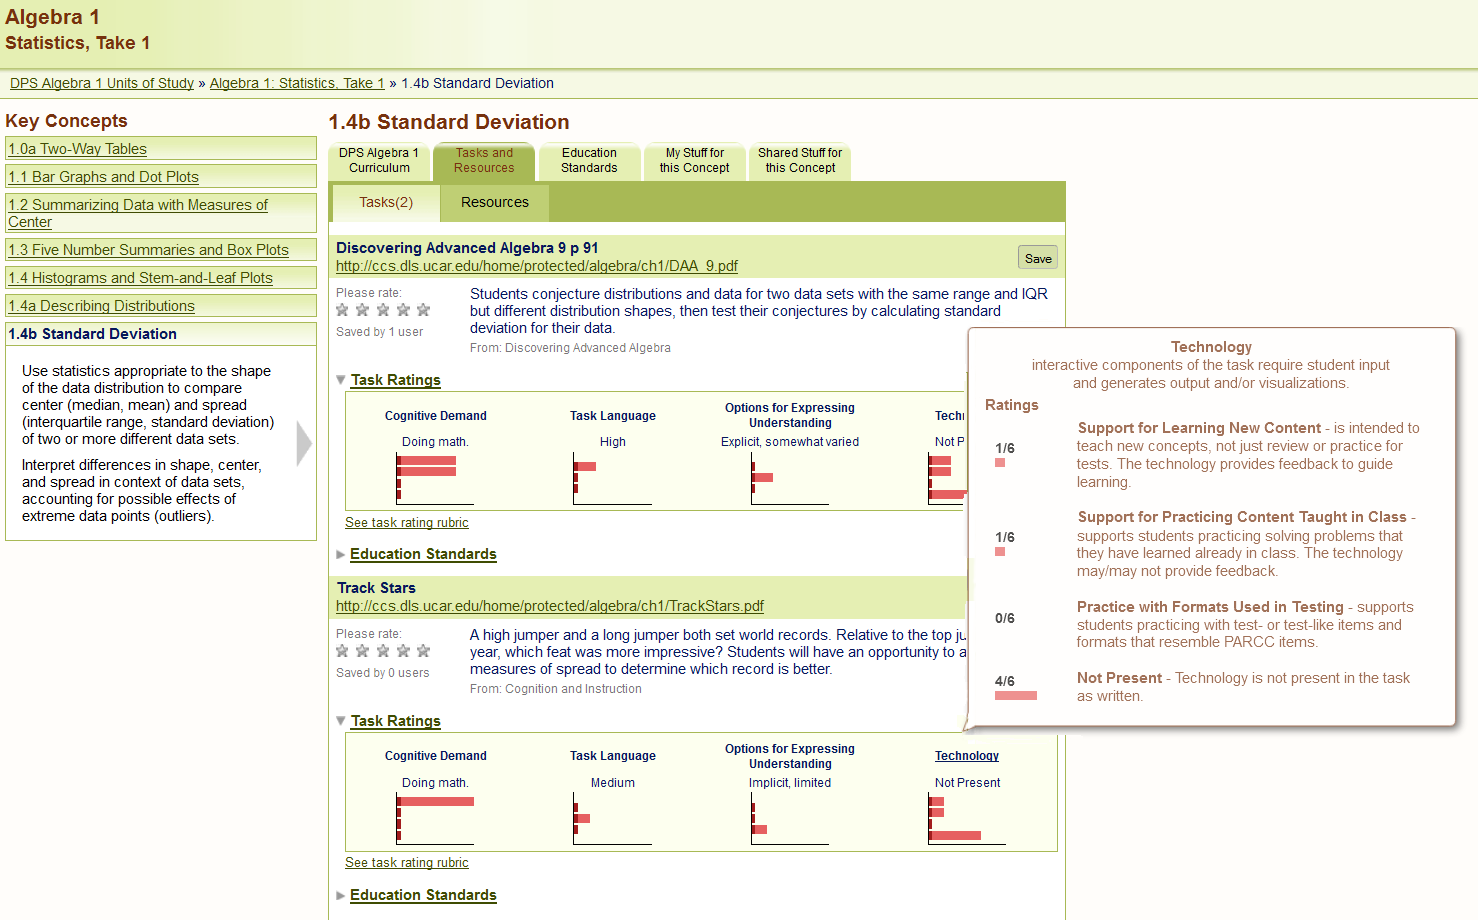 Algebra 1
Statistics, Take 1
DPS Algebra 1 Units of Study » Algebra 1: Statistics, Take 1 » 1.4b Standard Deviation
Key Concepts
1.0a Two-Way Tables
1.1 Bar Graphs and Dot Plots
1.2 Summarizing Data with Measures of
Center
1.3 Five Number Summaries and Box Plots
1.4 Histograms and Stem-and-Leaf Plots
1.4a Describing Distributions
1.4b Standard Deviation
Use statistics appropriate to the shape
of the data distribution to compare
center (median, mean) and spread
(interquartile range, standard deviation)
of two or more different data sets.
Interpret differences in shape, center,
and spread in context of data sets,
accounting for possible effects of
extreme data points (outliers).
1.4b Standard Deviation
DPS Algebra 1
Curriculum
Tasks and
Resources
Education
Standards
My Stuff for
this Concept
Shared Stuff for
this Concept
Tasks(2)
Resources
Discovering Advanced Algebra 9 p 91
http://ccs.dls.ucar.edu/home/protected/algebra/ch1/DAA_9.pdf
Save
Please rate:
Saved by 1 user
Students conjecture distributions and data for two data sets with the same range and IQR
but different distribution shapes, then test their conjectures by calculating standard
deviation for their data.
From: Discovering Advanced Algebra
Task Ratings
Cognitive Demand
Doing math.
Task Language
High
Options for Expressing
Understanding
Explicit, somewhat varied
Techn
Not P
See task rating rubric
Education Standards
Track Stars
http://ccs.dls.ucar.edu/home/protected/algebra/ch1/TrackStars.pdf
Please rate:
Saved by 0 users
A high jumper and a long jumper both set world records. Relative to the top ju
year, which feat was more impressive? Students will have an opportunity to a
measures of spread to determine which record is better.
From: Cognition and Instruction
Task Ratings
Cognitive Demand
Doing math.
Task Language
Medium
Options for Expressing
Understanding
Implicit, limited
Technology
Not Present
See task rating rubric
Education Standards
Technology
interactive components of the task require student input
and generates output and/or visualizations.
Ratings
1/6
Support for Learning New Content - is intended to
teach new concepts, not just review or practice for
tests. The technology provides feedback to guide
learning.
1/6
Support for Practicing Content Taught in Class -
supports students practicing solving problems that
they have learned already in class. The technology
may/may not provide feedback.
0/6
Practice with Formats Used in Testing - supports
students practicing with test- or test-like items and
formats that resemble PARCC items.
4/6
Not Present - Technology is not present in the task
as written.